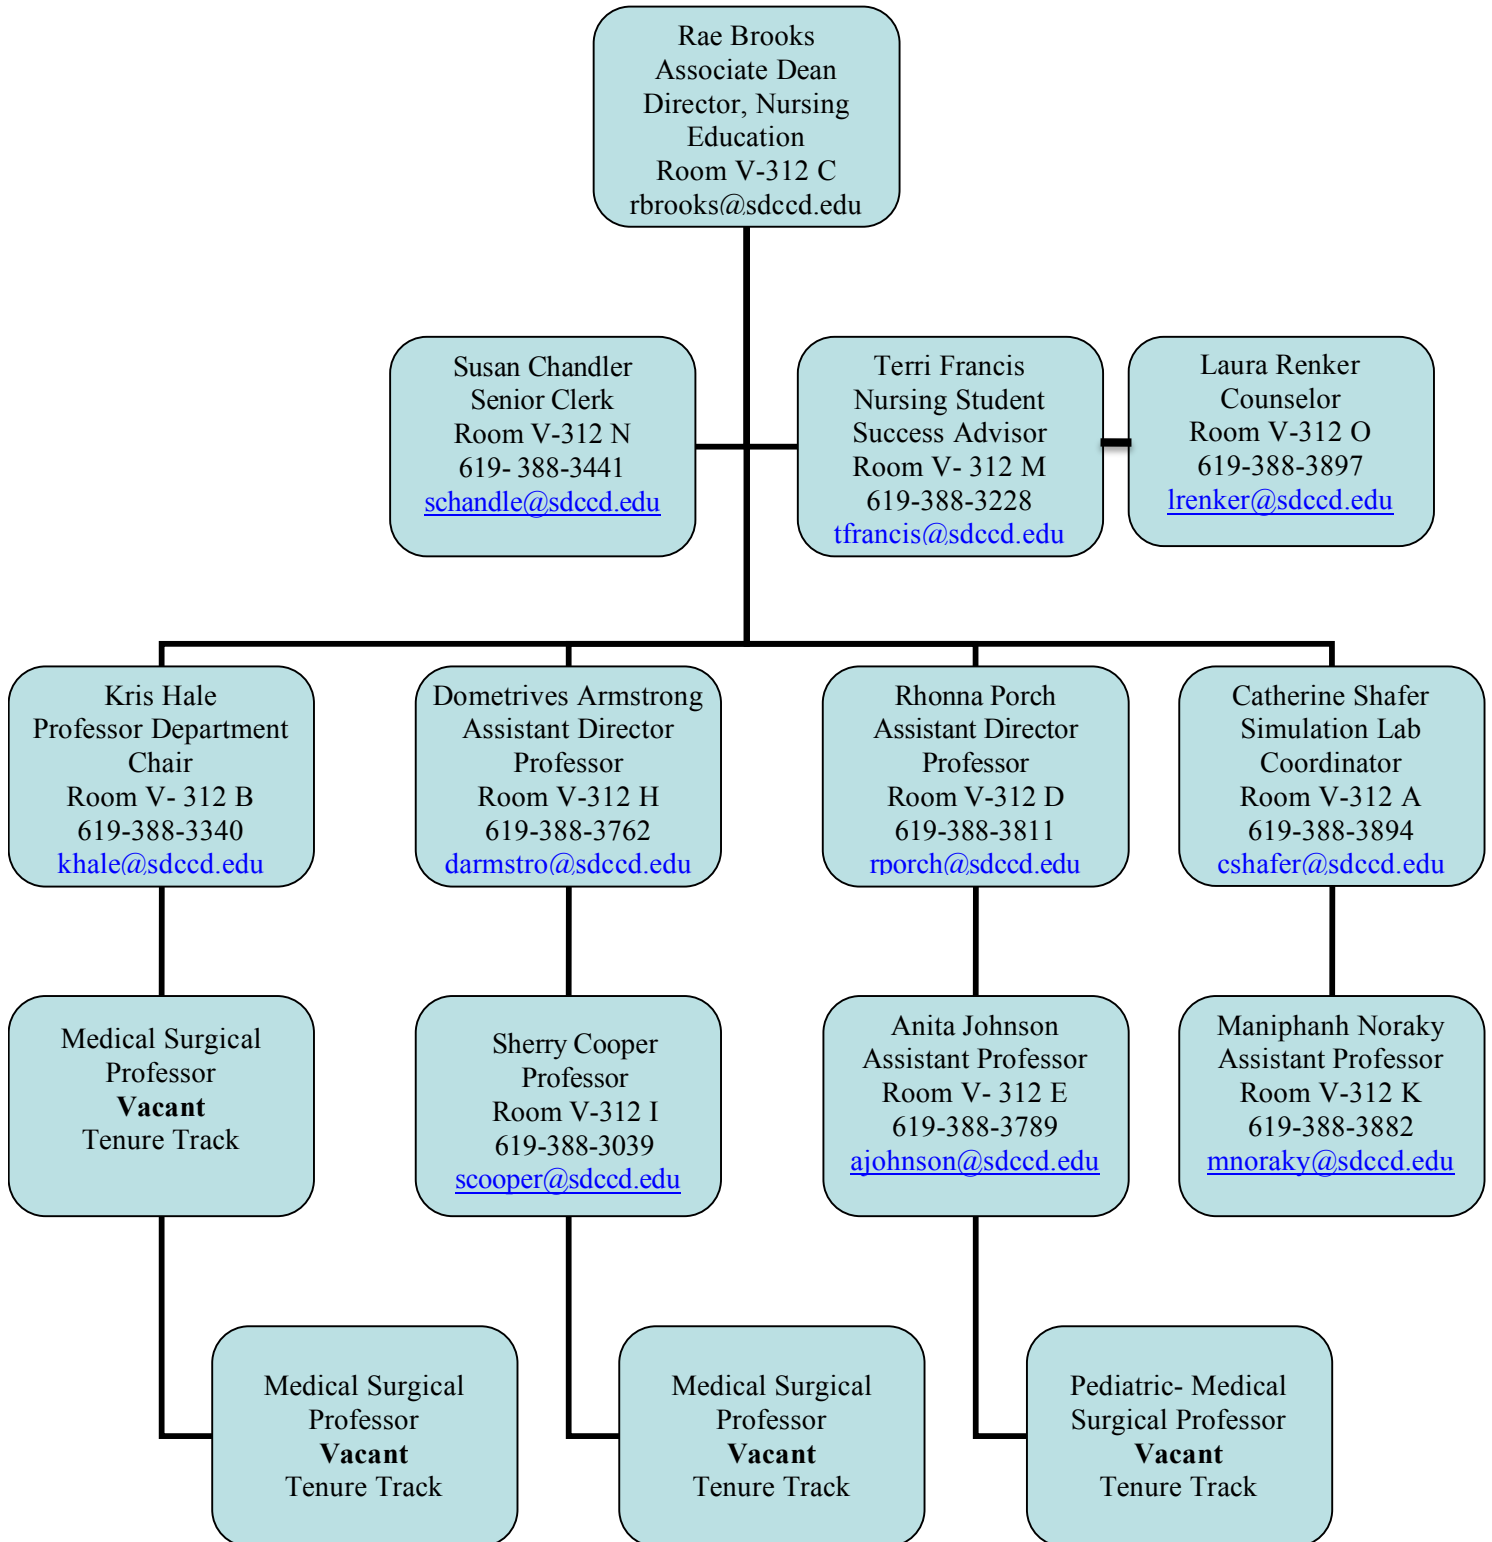 Rae Brooks
Associate Dean
Director, Nursing
Education
Room V-312 C
rbrooks@sdccd.edu
Susan Chandler
Senior Clerk
Room V-312 N
619- 388-3441
schandle@sdccd.edu
Terri Francis
Nursing Student
Success Advisor
Room V- 312 M
619-388-3228
tfrancis@sdccd.edu
Laura Renker
Counselor
Room V-312 O
619-388-3897
lrenker@sdccd.edu
Kris Hale
Professor Department
Chair
Room V- 312 B
619-388-3340
khale@sdccd.edu
Dometrives Armstrong
Assistant Director
Professor
Room V-312 H
619-388-3762
darmstro@sdccd.edu
Rhonna Porch
Assistant Director
Professor
Room V-312 D
619-388-3811
rporch@sdccd.edu
Catherine Shafer
Simulation Lab
Coordinator
Room V-312 A
619-388-3894
cshafer@sdccd.edu
Medical Surgical
Professor
Vacant
Tenure Track
Sherry Cooper
Professor
Room V-312 I
619-388-3039
scooper@sdccd.edu
Anita Johnson
Assistant Professor
Room V- 312 E
619-388-3789
ajohnson@sdccd.edu
Maniphanh Noraky
Assistant Professor
Room V-312 K
619-388-3882
mnoraky@sdccd.edu
Medical Surgical
Professor
Vacant
Tenure Track
Medical Surgical
Professor
Vacant
Tenure Track
Pediatric- Medical
Surgical Professor
Vacant
Tenure Track